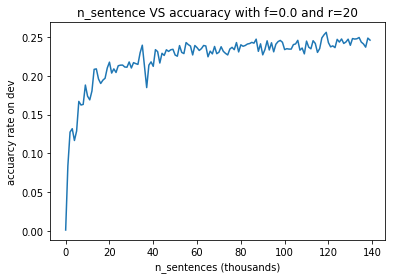 n_sentence VS accuaracy with f=0.0 and r=20
accuarcy rate on dev
0.25
0.20
0.15
0.10
0.05
0.00
0 20 40 60 80 100 120 140
n_sentences (thousands)